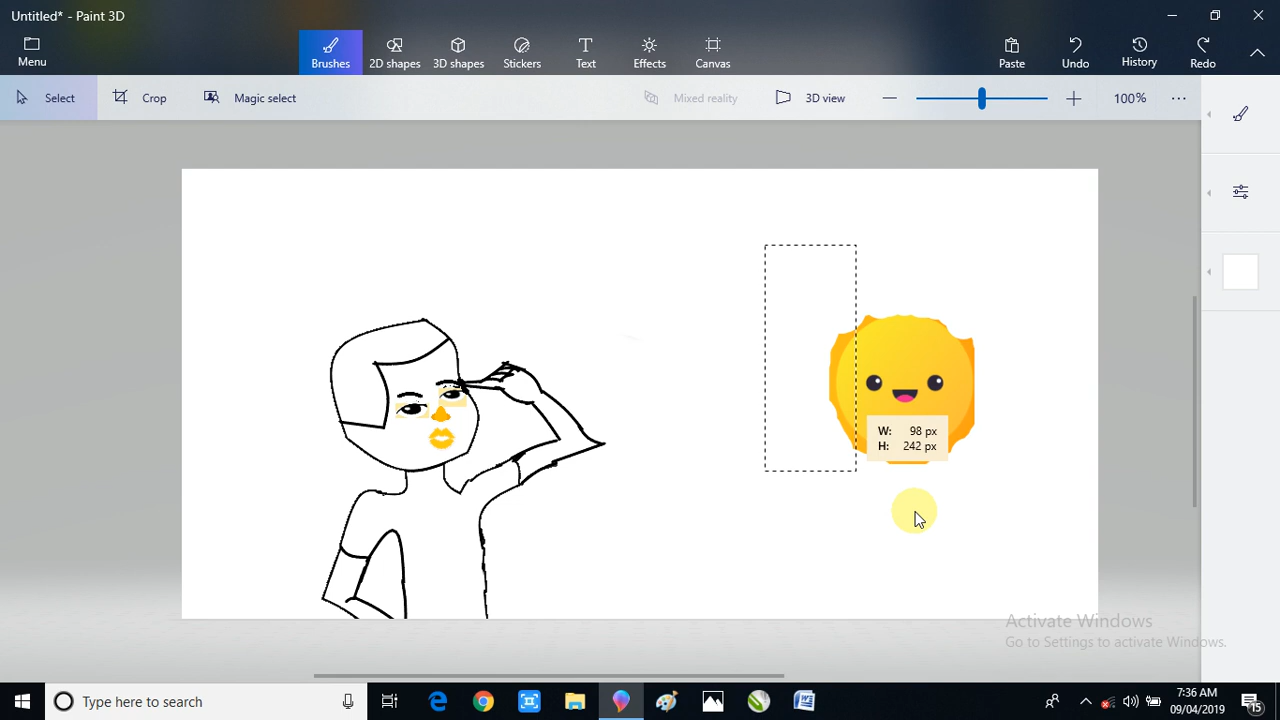 Untitled* - Paint 3D
Menu
Brushes
2D shapes
3D shapes
Stickers
Text
Effects
Canvas
Paste
Undo
History
Redo
Select
Crop
Magic select
Mixed reality
3D view
100%
W: 98 px
H: 242 px
Activate Windows
Go to Settings to activate Windows.
Type here to search
7:36 AM
09/04/2019
15